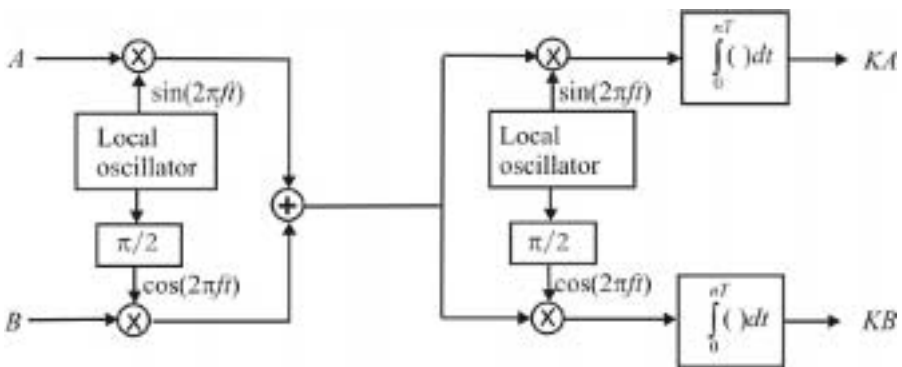 A
sin(2πft)
Local
oscillator
π/2
cos(2πft)
B
sin(2πft)
Local
oscillator
π/2
cos(2πft)
nT
∫( )dt
0
KA
nT
∫( )dt
0
KB